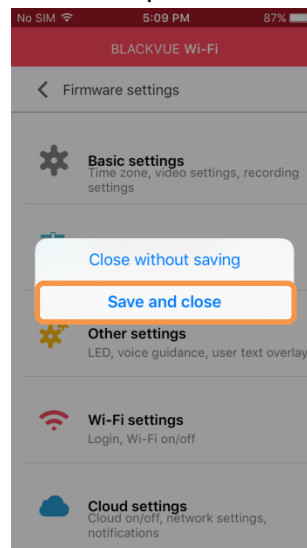 No SIM 5:09 PM 87%
BLACKVUE Wi-Fi
Firmware settings
Basic settings
Time zone, video settings, recording
settings
Close without saving
Save and close
Other settings
LED, voice guidance, user text overlay
Wi-Fi settings
Login, Wi-Fi on/off
Cloud settings
Cloud on/off, network settings,
notifications